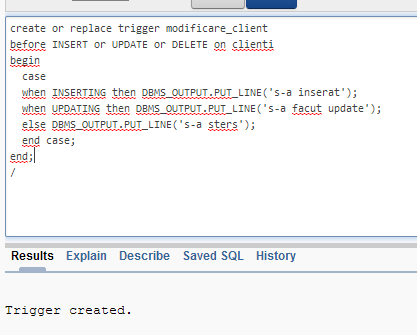 create or replace trigger modificare_client
before INSERT or UPDATE or DELETE on clienti
begin
  case
  when INSERTING then DBMS_OUTPUT.PUT_LINE('s-a inserat');
  when UPDATING then DBMS_OUTPUT.PUT_LINE('s-a facut update');
  else DBMS_OUTPUT.PUT_LINE('s-a sters');
  end case;
end;
/
Results Explain Describe Saved SQL History
Trigger created.